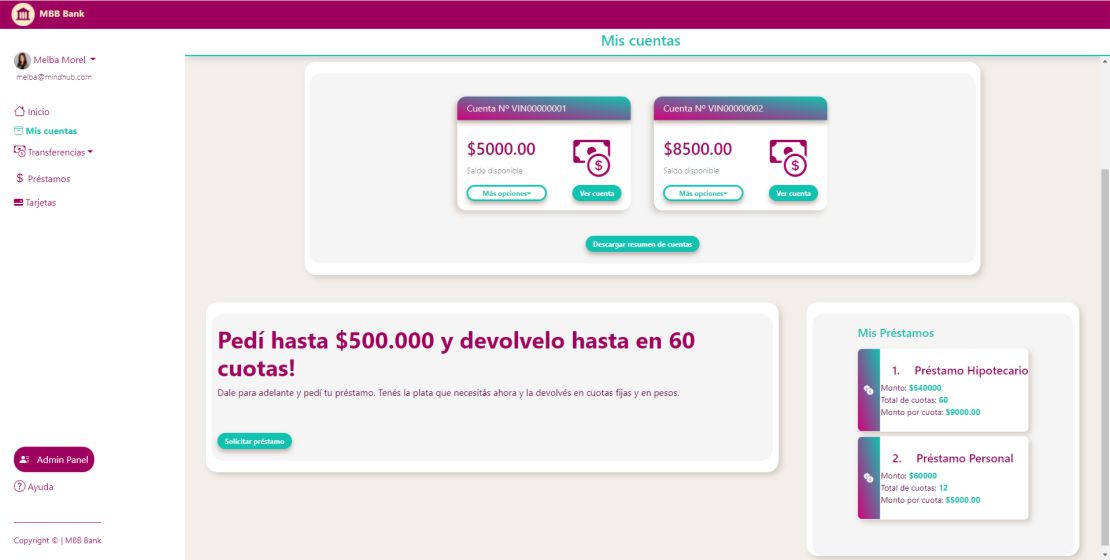 MBB Bank
Melba Morel
melba@mindhub.com
Inicio
Mis cuentas
Transferencias
$ Préstamos
Tarjetas
Admin Panel
Ayuda
Copyright © | MBB Bank
Mis cuentas
Cuenta Nº VIN00000001
$5000.00
Saldo disponible
Más opciones
Ver cuenta
Cuenta Nº VIN00000002
$8500.00
Saldo disponible
Más opciones
Ver cuenta
Descargar resumen de cuentas
Pedí hasta $500.000 y devolvelo hasta en 60
cuotas!
Dale para adelante y pedí tu préstamo. Tenés la plata que necesitás ahora y la devolvés en cuotas fijas y en pesos.
Solicitar préstamo
Mis Préstamos
1. Préstamo Hipotecario
Monto: $540000
Total de cuotas: 60
Monto por cuota: $9000.00
2. Préstamo Personal
Monto: $60000
Total de cuotas: 12
Monto por cuota: $5000.00